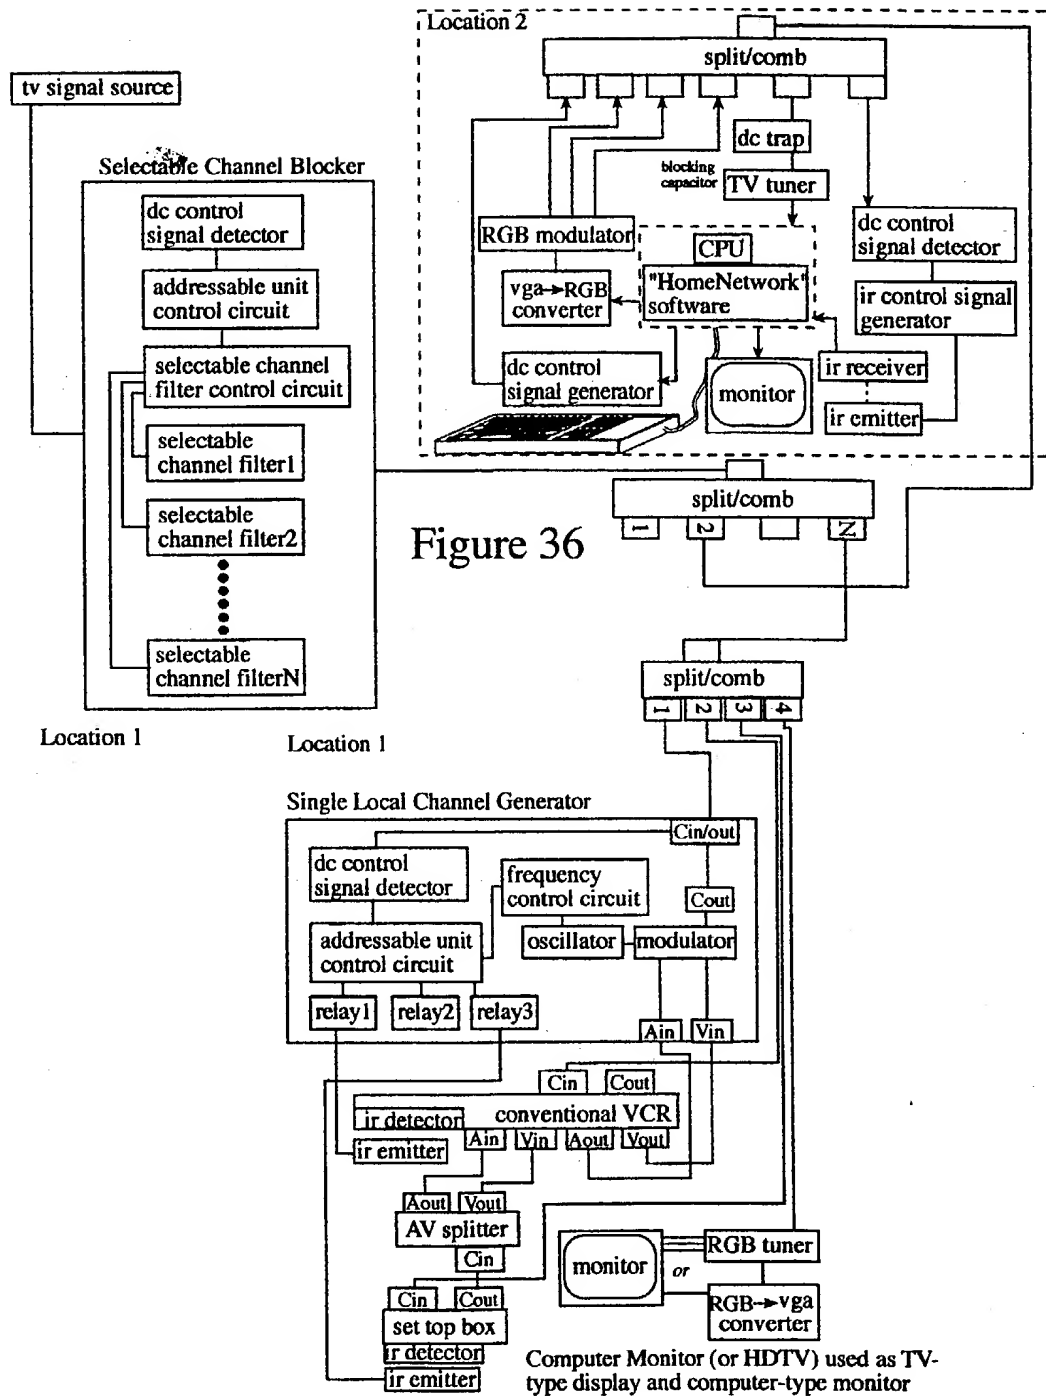 Location 2
split/comb
tv signal source
dc trap
Selectable Channel Blocker
blocking
capacitor
TV tuner
dc control
signal detector
RGB modulator
CPU
dc control
signal detector
addressable unit
control circuit
vga→RGB
converter
"HomeNetwork"
software
ir control signal
generator
selectable channel
filter control circuit
dc control
signal generator
monitor
ir receiver
ir emitter
selectable
channel filter1
split/comb
1
2
N
selectable
channel filter2
Figure 36
selectable
channel filterN
split/comb
1
2
3
4
Location 1
Location 1
Single Local Channel Generator
Cin/out
dc control
signal detector
frequency
control circuit
Cout
addressable unit
control circuit
oscillator
modulator
relay1
relay2
relay3
Ain
Vin
Cin
Cout
conventional VCR
ir detector
Ain
Vin
Aout
Vout
ir emitter
Aout
Vout
AV splitter
Cin
monitor
or
RGB tuner
Cin
Cout
RGB→vga
converter
set top box
ir detector
ir emitter
Computer Monitor (or HDTV) used as TV-
type display and computer-type monitor